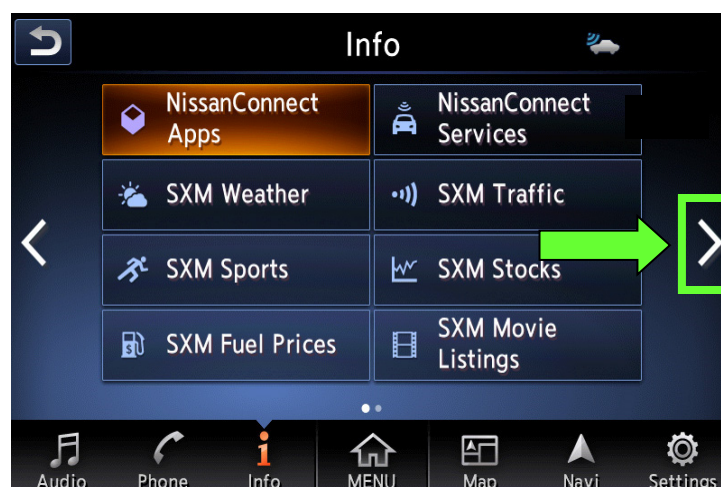 Info
NissanConnect
Apps
NissanConnect
Services
SXM Weather
SXM Traffic
SXM Sports
SXM Stocks
SXM Fuel Prices
SXM Movie
Listings
Audio
Phone
Info
MENU
Map
Navi
Settings